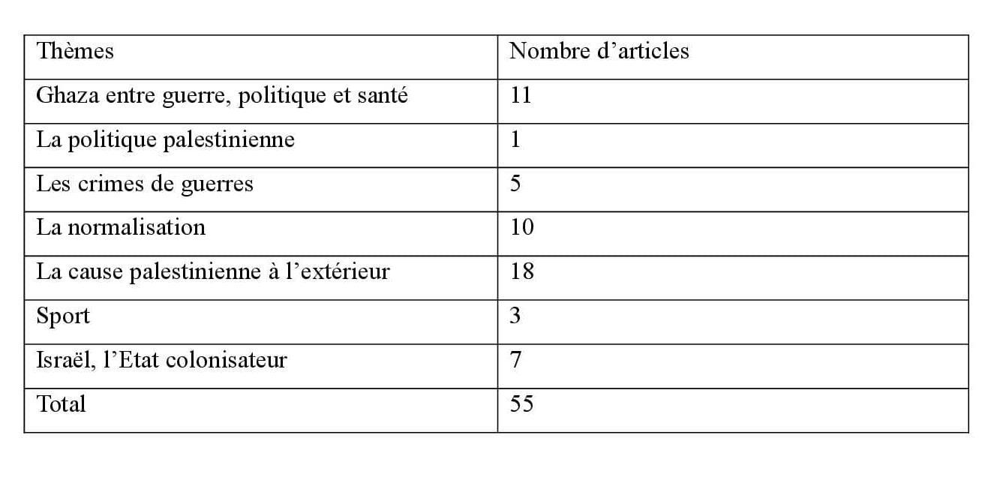 Thèmes Nombre d’articles
Ghaza entre guerre, politique et santé 11
La politique palestinienne 1
Les crimes de guerres 5
La normalisation 10
La cause palestinienne à l’extérieur 18
Sport 3
Israël, l’Etat colonisateur 7
Total 55